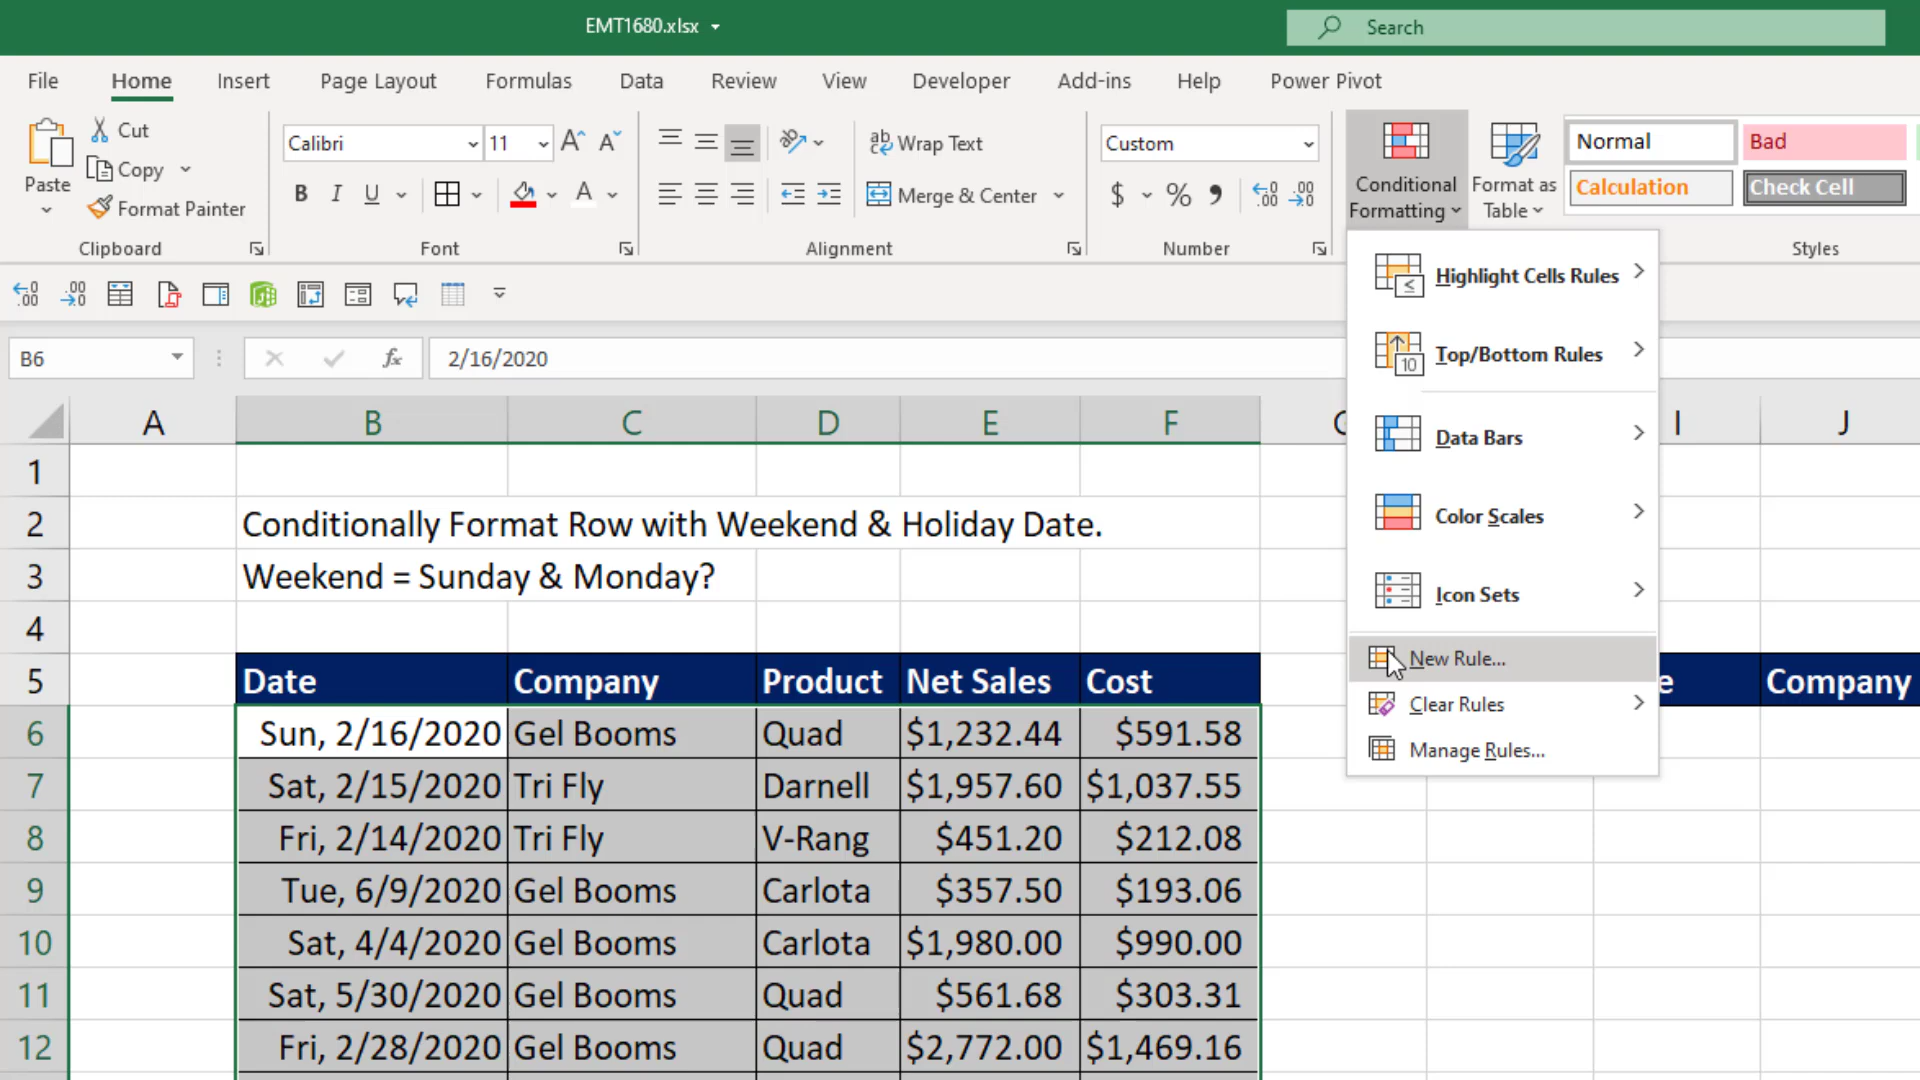 EMT1680.xlsx
Search
File Home Insert Page Layout Formulas Data Review View Developer Add-ins Help Power Pivot
Paste
Cut
Copy
Format Painter
Clipboard
Calibri 11
B I U
Font
Wrap Text
Merge & Center
Alignment
Custom
$ % ,
Number
Conditional Formatting
Format as Table
Normal Bad
Calculation Check Cell
Styles
B6 fx 2/16/2020
Highlight Cells Rules
Top/Bottom Rules
Data Bars
Color Scales
Icon Sets
New Rule...
Clear Rules
Manage Rules...
A B C D E F I J
1
2 Conditionally Format Row with Weekend & Holiday Date.
3 Weekend = Sunday & Monday?
4
5 Date Company Product Net Sales Cost e Company
6 Sun, 2/16/2020 Gel Booms Quad $1,232.44 $591.58
7 Sat, 2/15/2020 Tri Fly Darnell $1,957.60 $1,037.55
8 Fri, 2/14/2020 Tri Fly V-Rang $451.20 $212.08
9 Tue, 6/9/2020 Gel Booms Carlota $357.50 $193.06
10 Sat, 4/4/2020 Gel Booms Carlota $1,980.00 $990.00
11 Sat, 5/30/2020 Gel Booms Quad $561.68 $303.31
12 Fri, 2/28/2020 Gel Booms Quad $2,772.00 $1,469.16